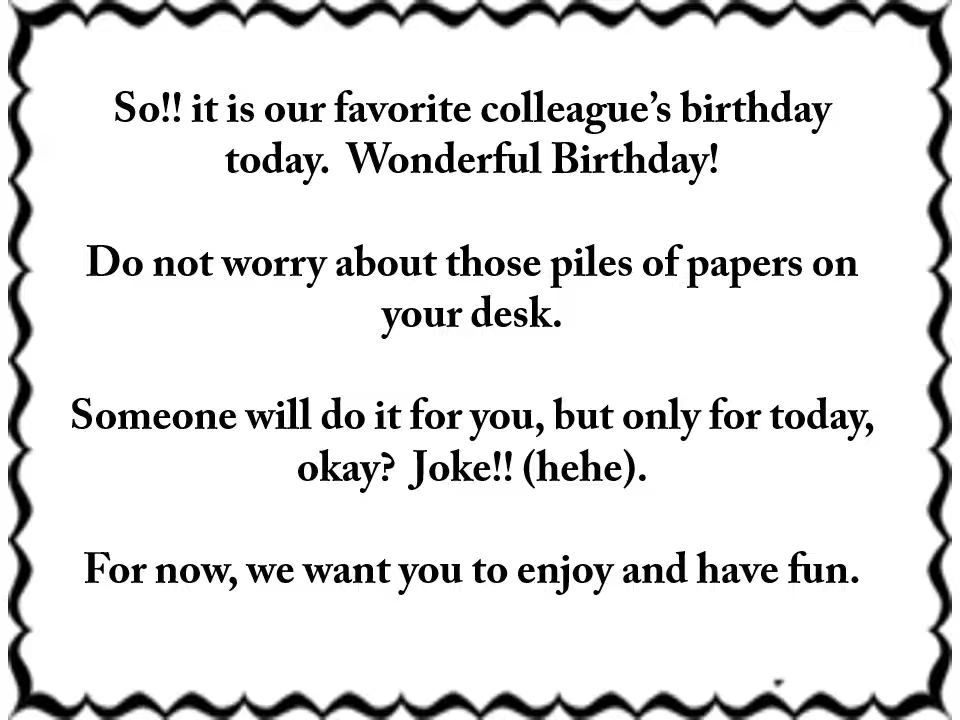 So!! it is our favorite colleague’s birthday
today.  Wonderful Birthday!
Do not worry about those piles of papers on
your desk.
Someone will do it for you, but only for today,
okay?  Joke!! (hehe).
For now, we want you to enjoy and have fun.